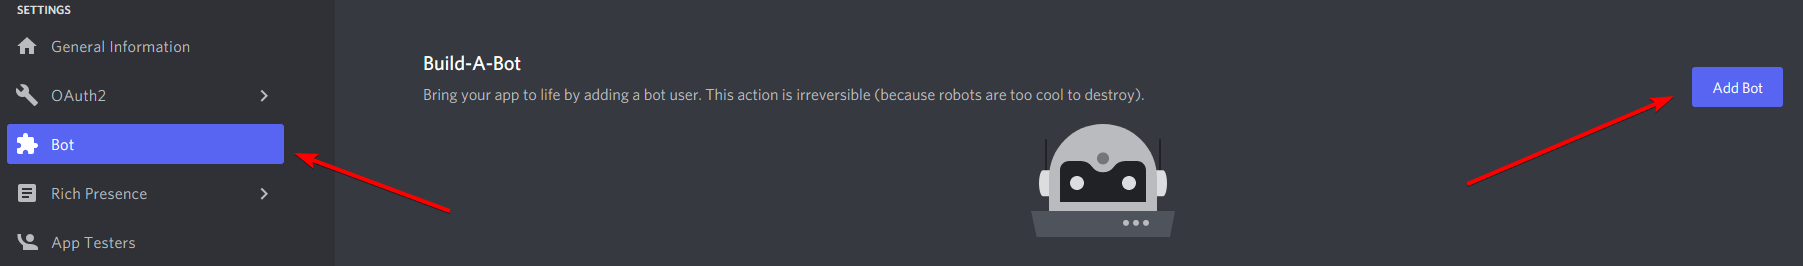 SETTINGS
General Information
OAuth2
Bot
Rich Presence
App Testers
Build-A-Bot
Bring your app to life by adding a bot user. This action is irreversible (because robots are too cool to destroy).
Add Bot